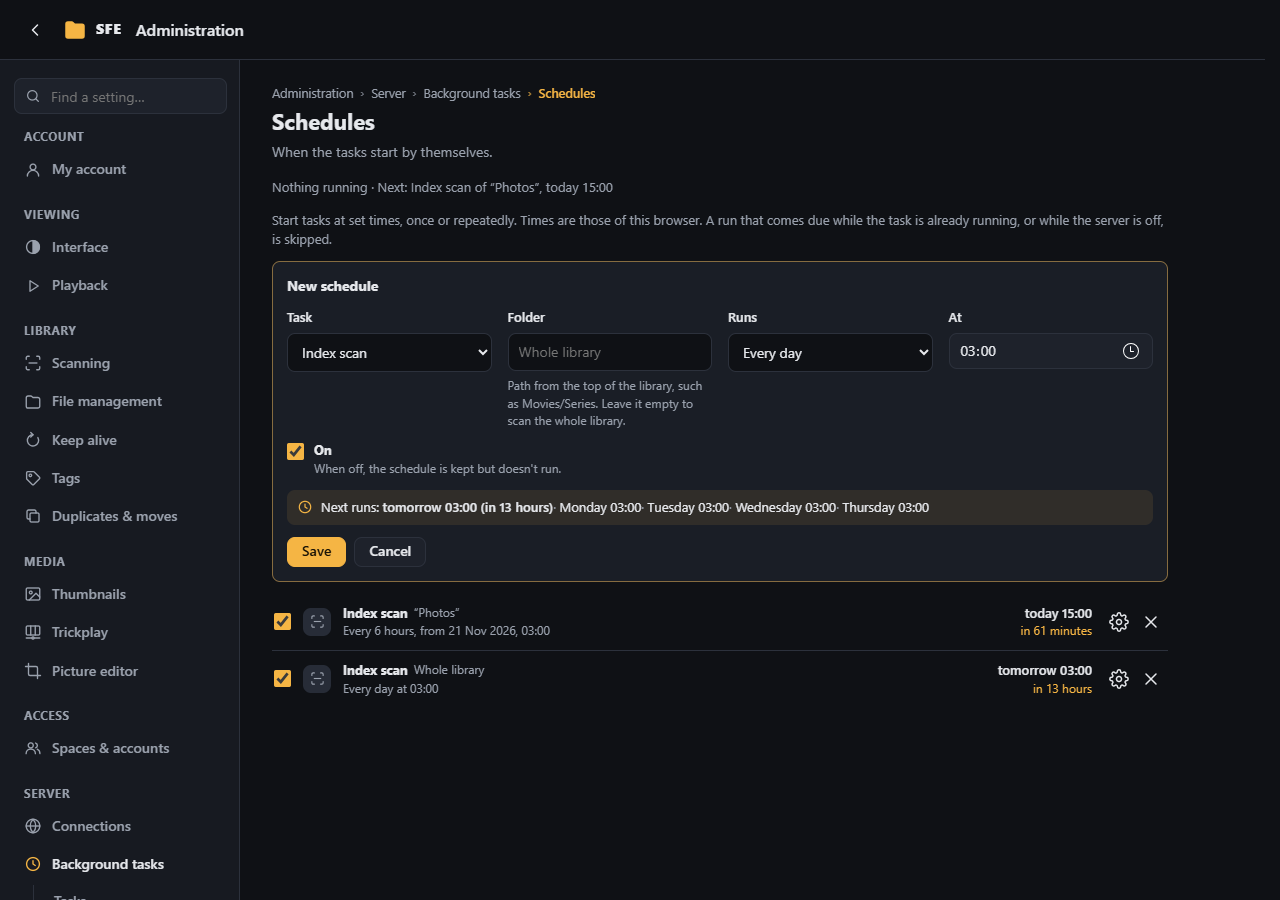 SFE Administration
Find a setting...
ACCOUNT
My account
VIEWING
Interface
Playback
LIBRARY
Scanning
File management
Keep alive
Tags
Duplicates & moves
MEDIA
Thumbnails
Trickplay
Picture editor
ACCESS
Spaces & accounts
SERVER
Connections
Background tasks
Tasks
Administration › Server › Background tasks › Schedules
Schedules
When the tasks start by themselves.
Nothing running · Next: Index scan of “Photos”, today 15:00
Start tasks at set times, once or repeatedly. Times are those of this browser. A run that comes due while the task is already running, or while the server is off,
is skipped.
New schedule
Task Folder Runs At
Index scan Whole library Every day 03:00
Path from the top of the library, such
as Movies/Series. Leave it empty to
scan the whole library.
On
When off, the schedule is kept but doesn't run.
Next runs: tomorrow 03:00 (in 13 hours)· Monday 03:00· Tuesday 03:00· Wednesday 03:00· Thursday 03:00
Save Cancel
Index scan “Photos” today 15:00
Every 6 hours, from 21 Nov 2026, 03:00 in 61 minutes
Index scan Whole library tomorrow 03:00
Every day at 03:00 in 13 hours